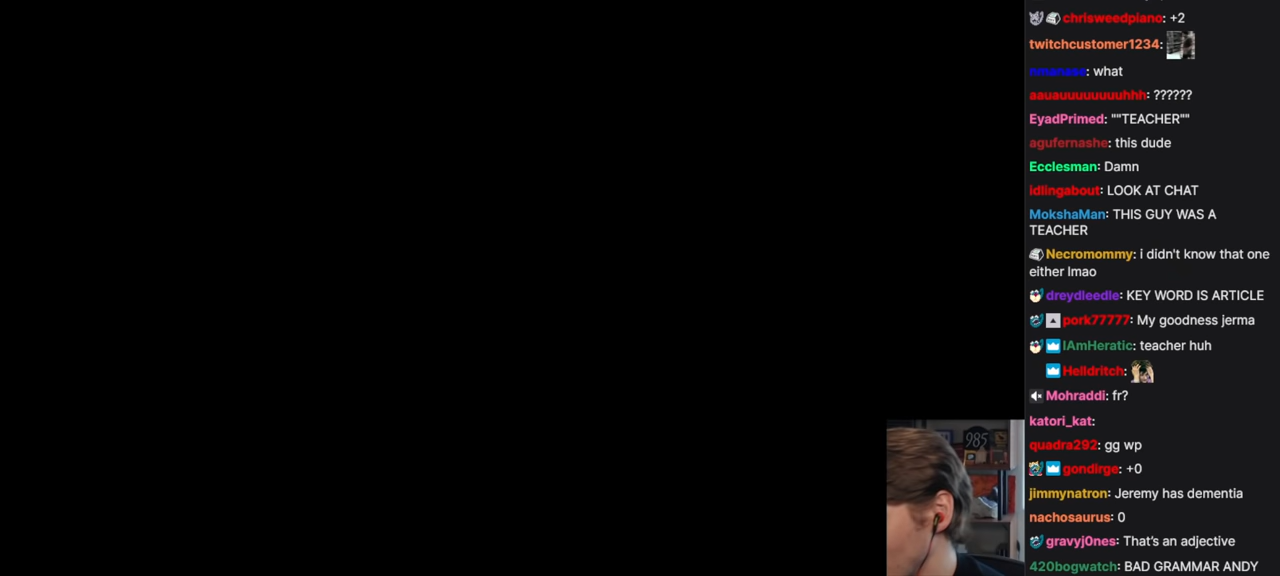 chrisweedpiano: +2
twitchcustomer1234:
: what
aauauuuuuuuuhhh: ??????
EyadPrimed: ""TEACHER""
agufernashe: this dude
Ecclesman: Damn
idlingabout: LOOK AT CHAT
MokshaMan: THIS GUY WAS A
TEACHER
Necromommy: i didn't know that one
either lmao
dreydleedle: KEY WORD IS ARTICLE
pork77777: My goodness jerma
IAmHeratic: teacher huh
Helldritch:
Mohraddi: fr?
katori_kat:
quadra292: gg wp
gondirge: +0
jimmynatron: Jeremy has dementia
nachosaurus: 0
gravyj0nes: That's an adjective
420bogwatch: BAD GRAMMAR ANDY
985